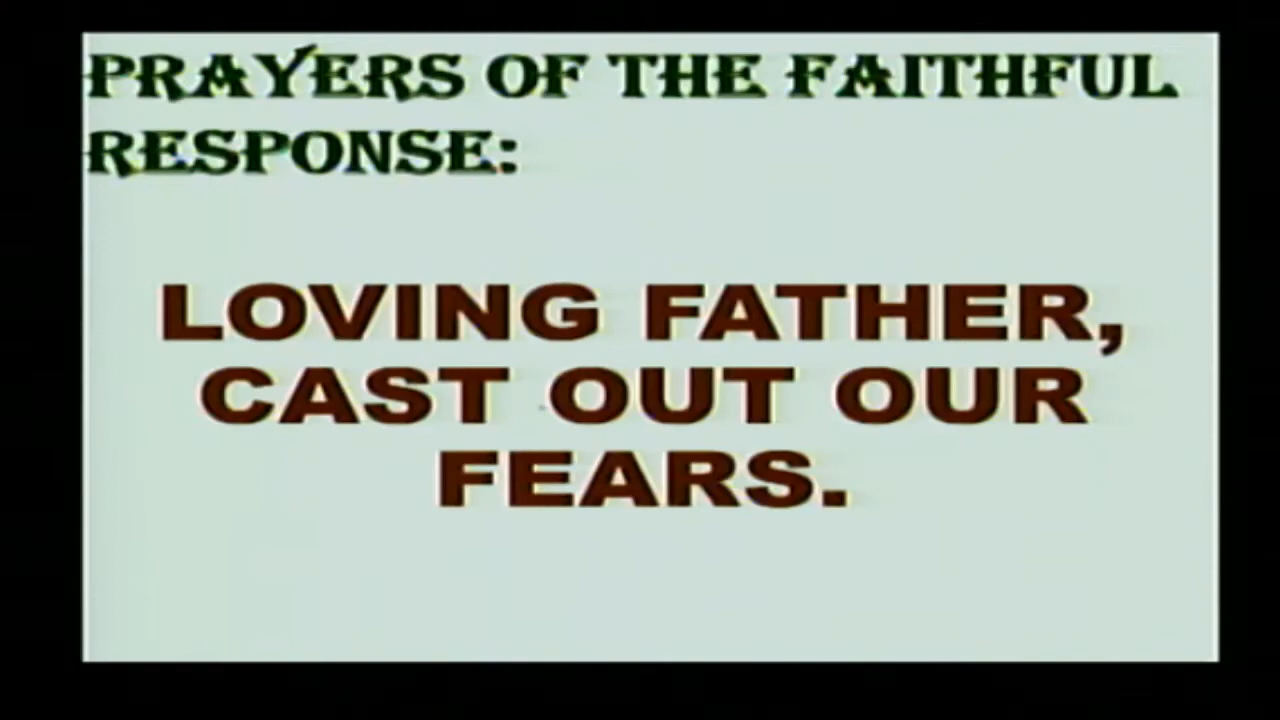 PRAYERS OF THE FAITHFUL
RESPONSE:
LOVING FATHER,
CAST OUT OUR
FEARS.